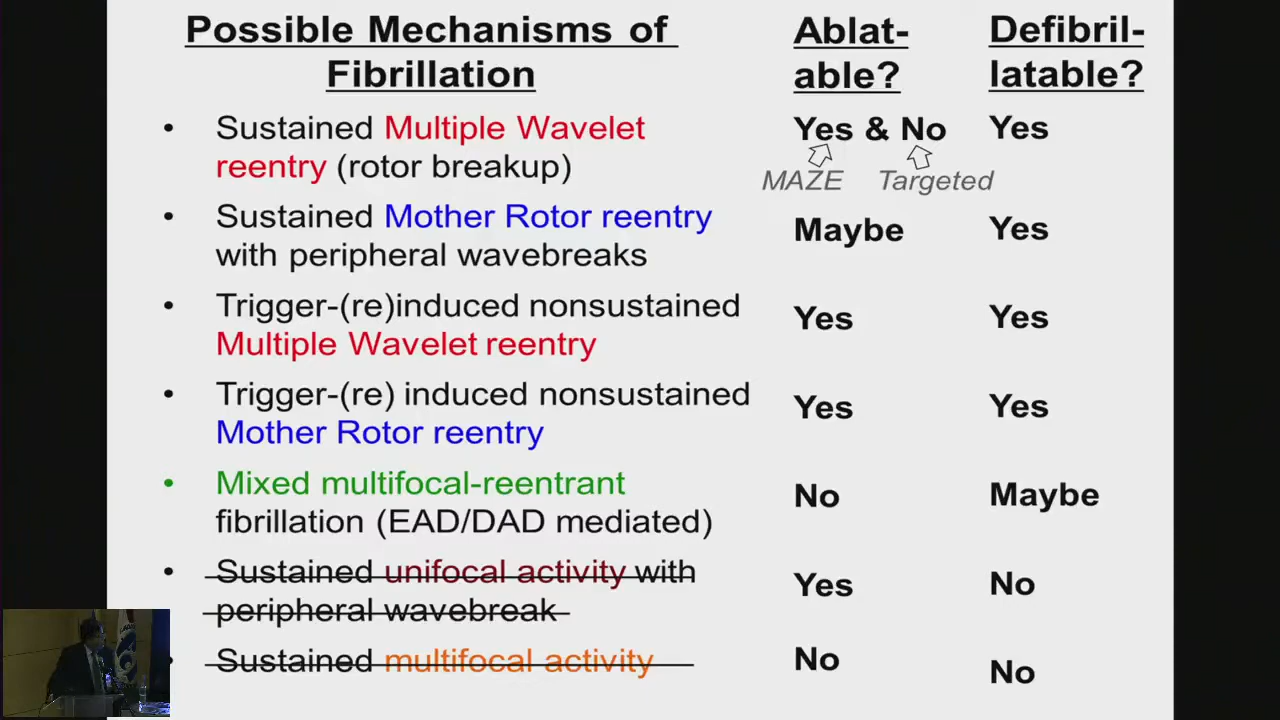 Possible Mechanisms of Ablat- Defibril-
Fibrillation able? latable?
• Sustained Multiple Wavelet Yes & No Yes
reentry (rotor breakup) MAZE Targeted
• Sustained Mother Rotor reentry Maybe Yes
with peripheral wavebreaks
• Trigger-(re)induced nonsustained Yes Yes
Multiple Wavelet reentry
• Trigger-(re) induced nonsustained Yes Yes
Mother Rotor reentry
• Mixed multifocal-reentrant No Maybe
fibrillation (EAD/DAD mediated)
• Sustained unifocal activity with Yes No
peripheral wavebreak
• Sustained multifocal activity No No